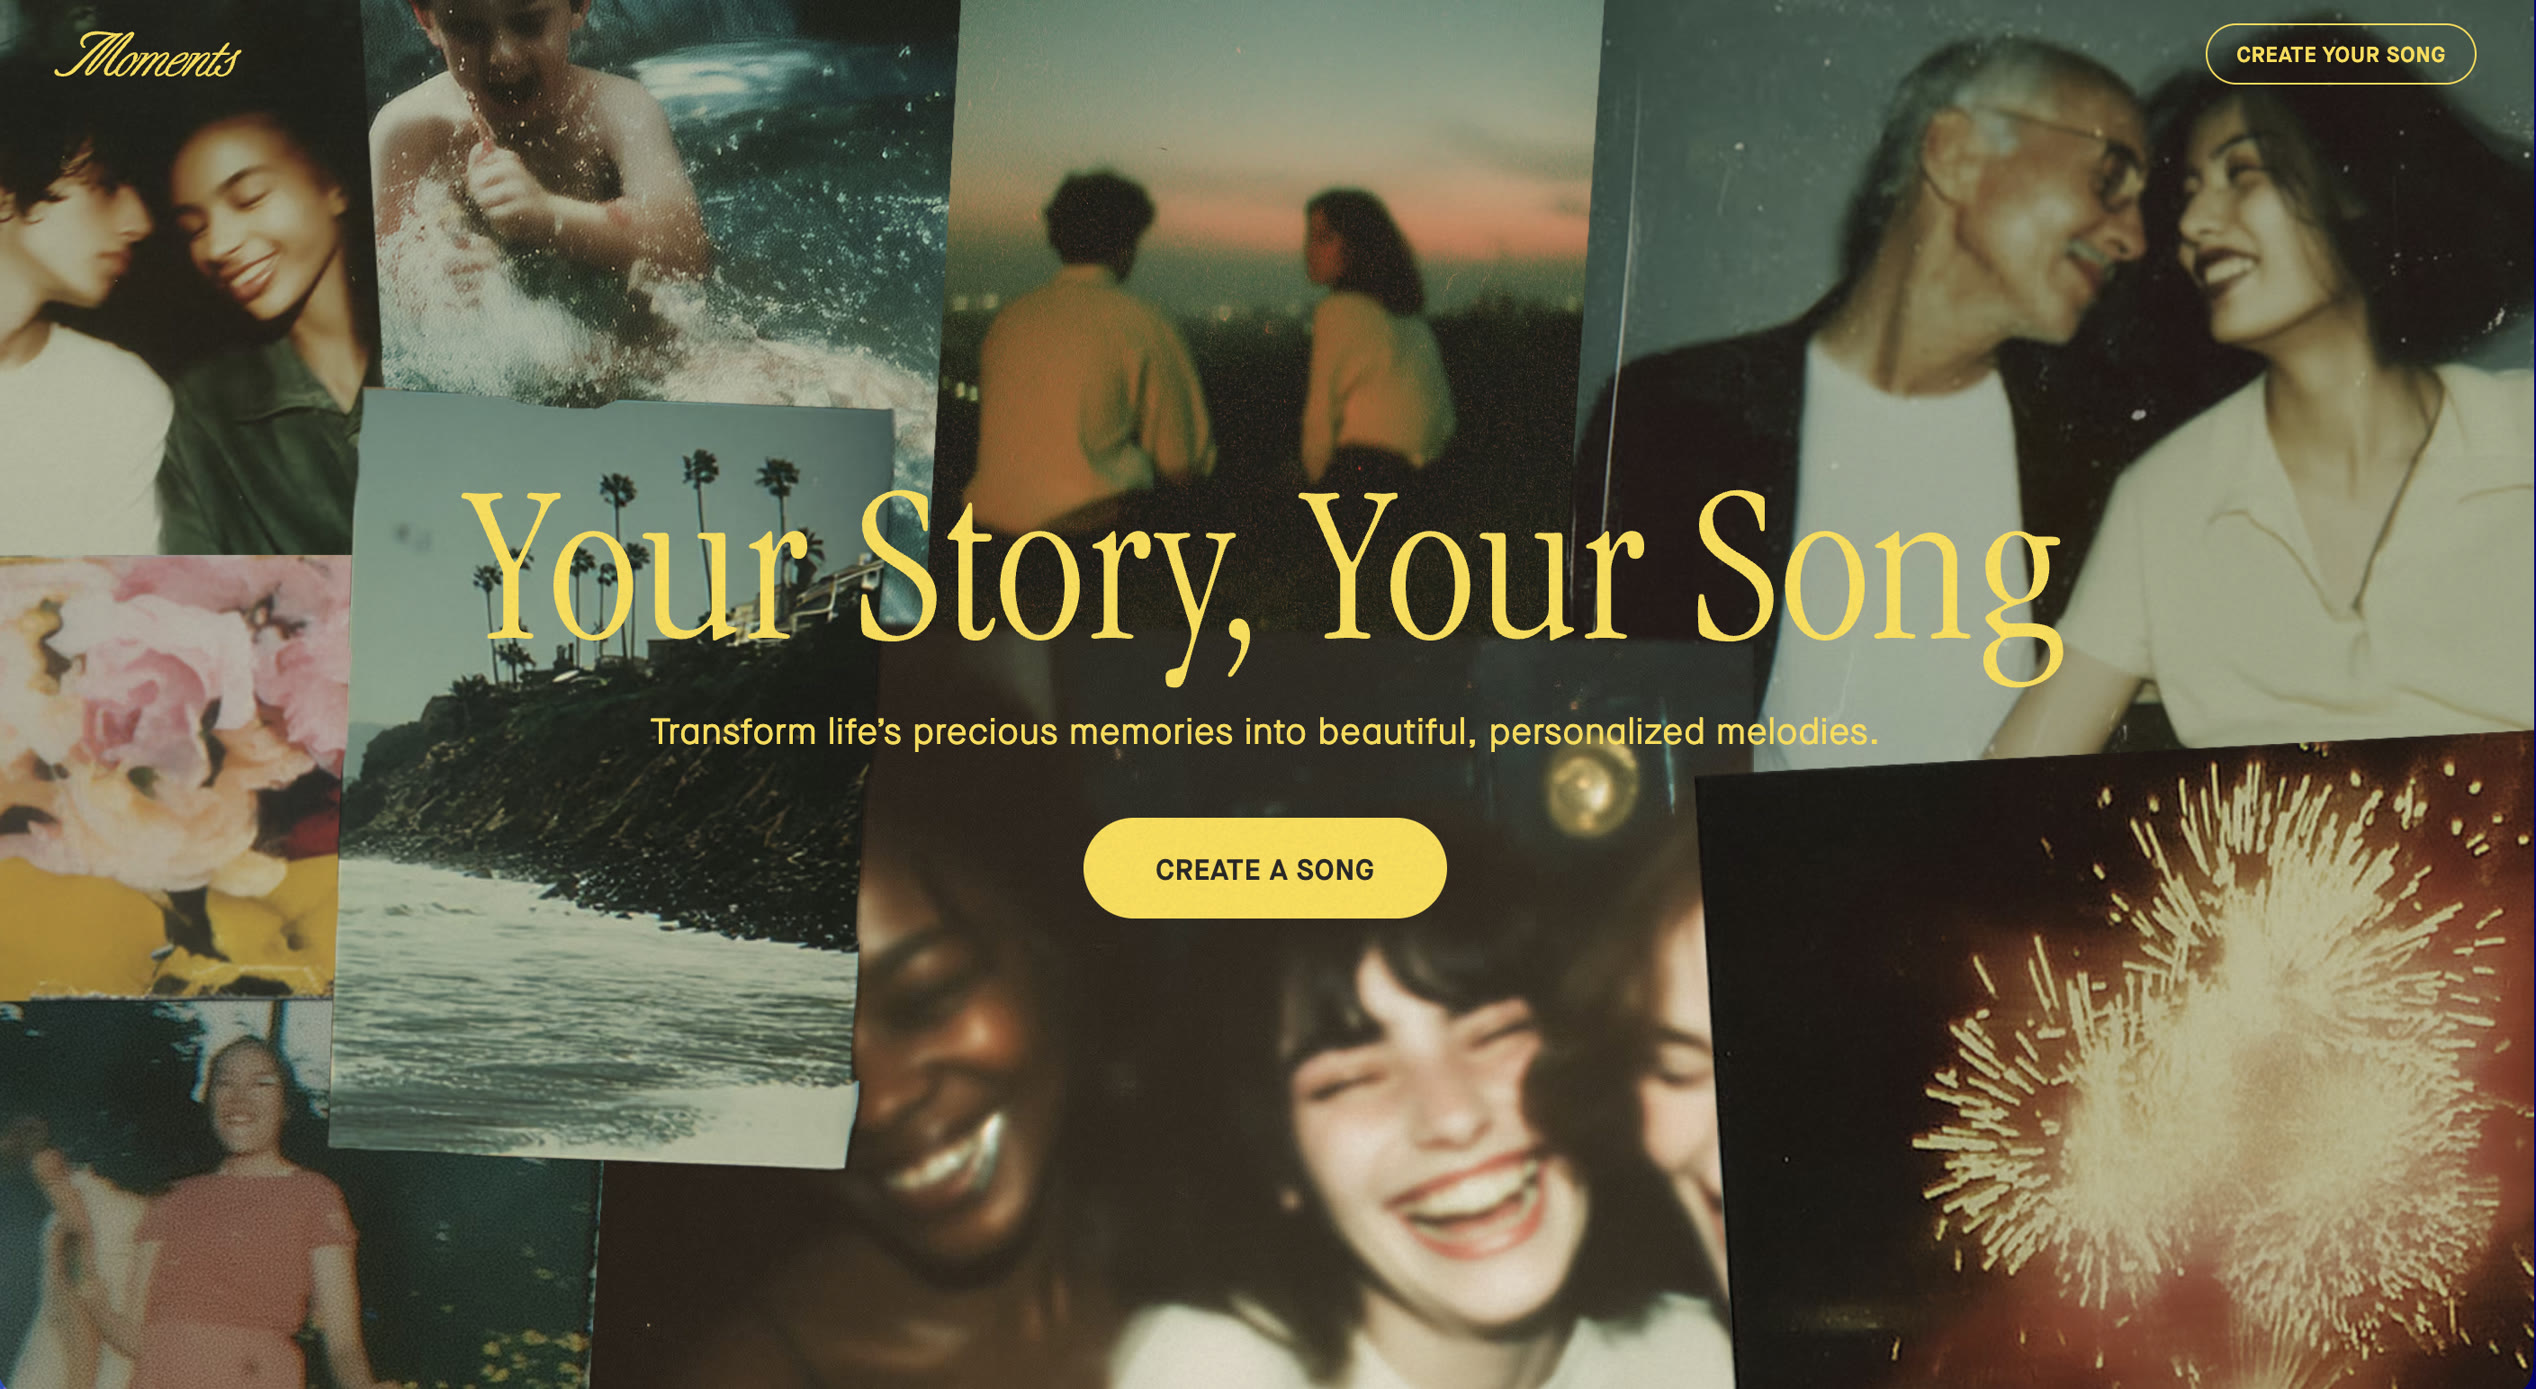 Moments
CREATE YOUR SONG
Your Story, Your Song
Transform life’s precious memories into beautiful, personalized melodies.
CREATE A SONG